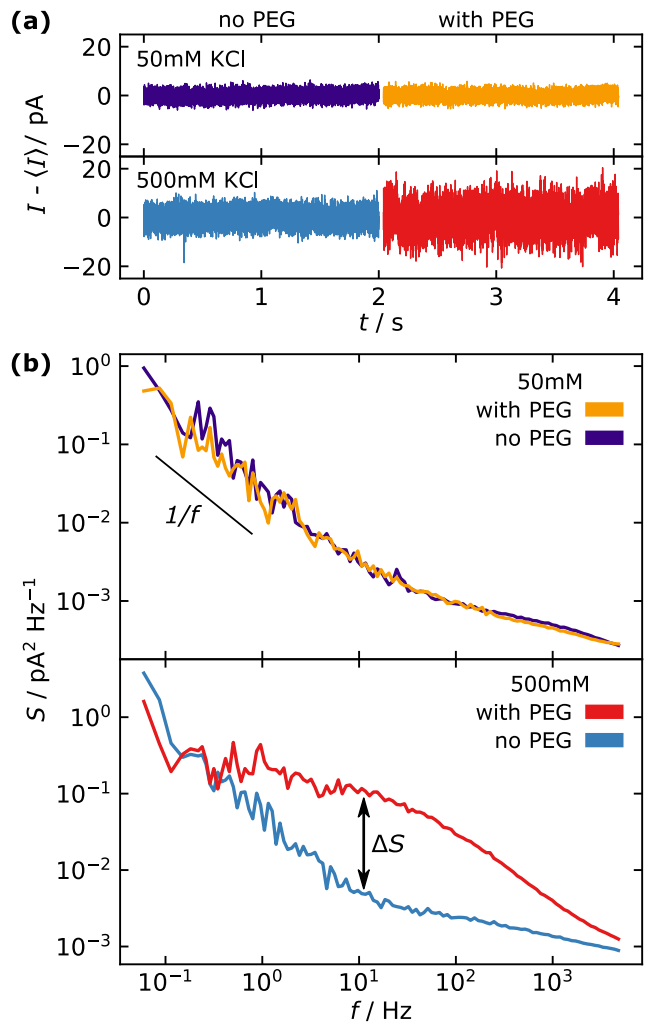 (a) no PEG with PEG
50mM KCl
20
0
−20
500mM KCl
20
0
−20
I - ⟨I⟩/ pA
0 1 2 3 4
t / s
(b)
50mM
with PEG
no PEG
1/f
10⁰
10⁻¹
10⁻²
10⁻³
S / pA² Hz⁻¹
500mM
with PEG
no PEG
ΔS
10⁰
10⁻¹
10⁻²
10⁻³
10⁻¹ 10⁰ 10¹ 10² 10³
f / Hz